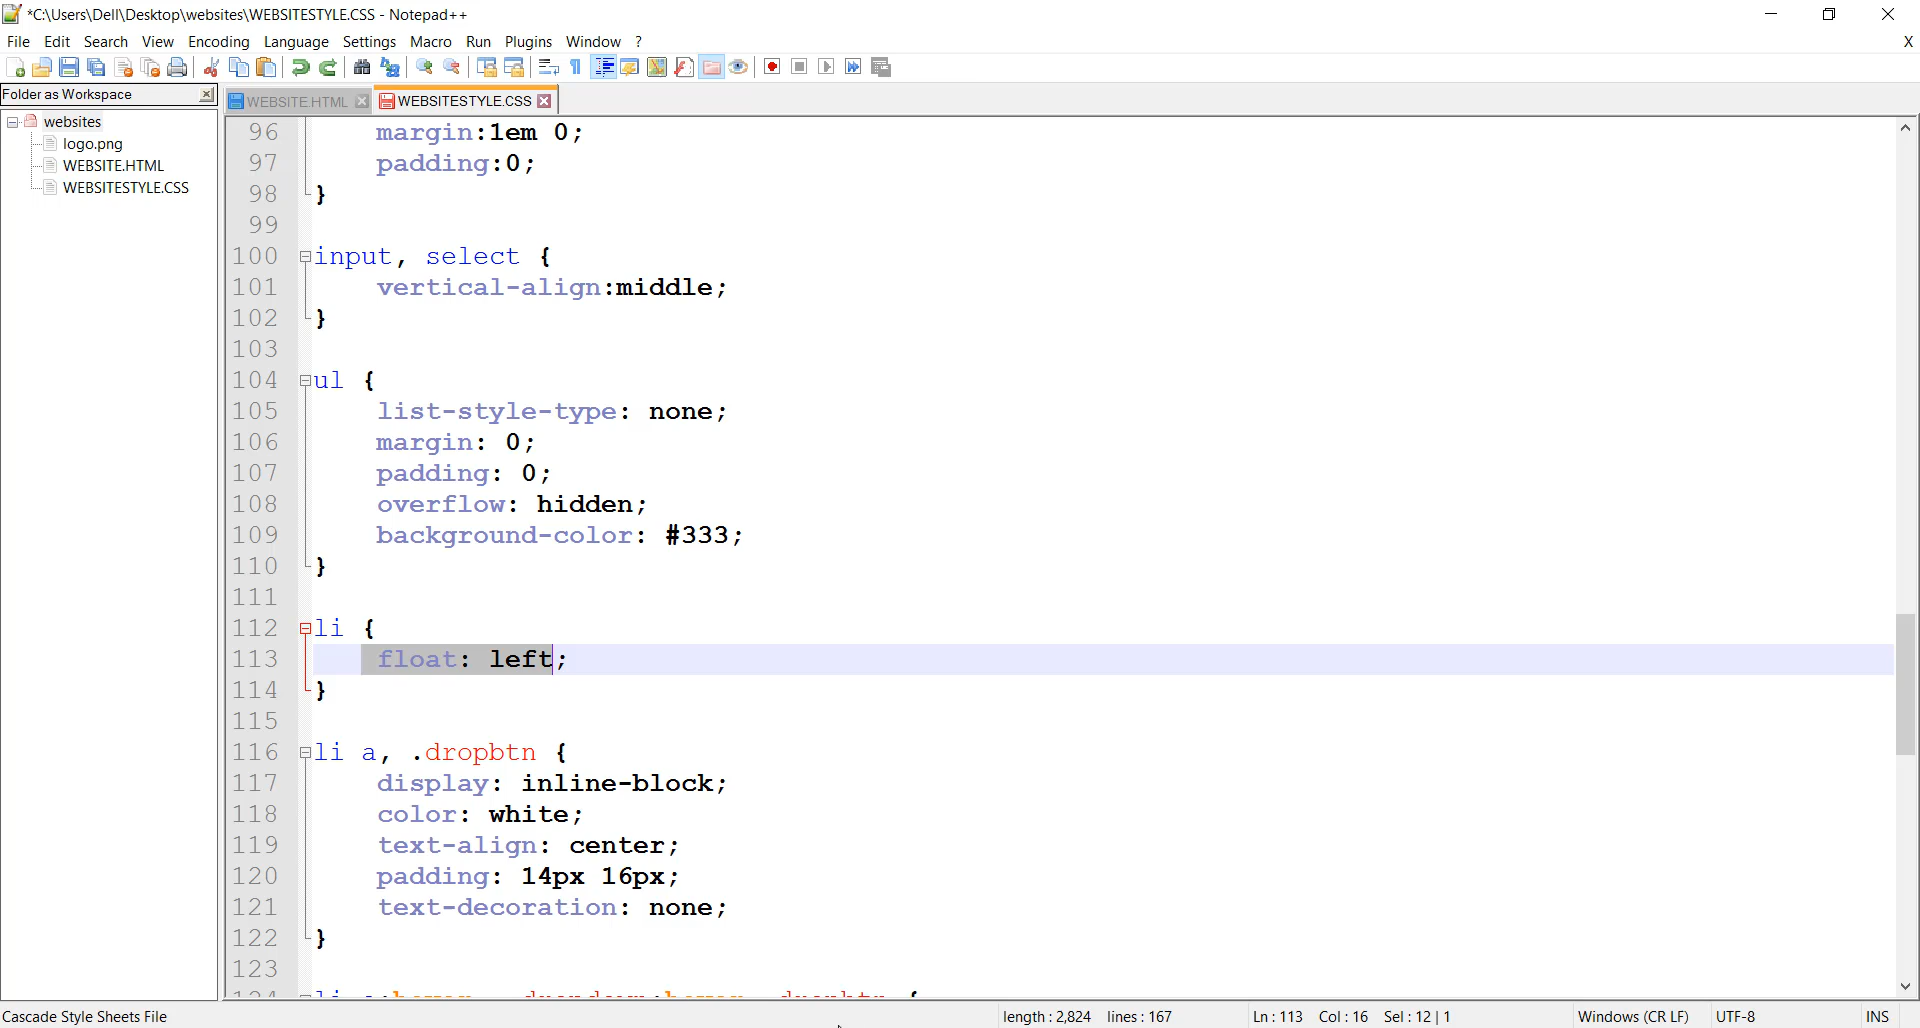 *C:\Users\Dell\Desktop\websites\WEBSITESTYLE.CSS - Notepad++
File Edit Search View Encoding Language Settings Macro Run Plugins Window ? X
Folder as Workspace
WEBSITE.HTML WEBSITESTYLE.CSS
websites
logo.png
WEBSITE.HTML
WEBSITESTYLE.CSS
96 margin:1em 0;
97 padding:0;
98 }
99
100 input, select {
101 vertical-align:middle;
102 }
103
104 ul {
105 list-style-type: none;
106 margin: 0;
107 padding: 0;
108 overflow: hidden;
109 background-color: #333;
110 }
111
112 li {
113 float: left;
114 }
115
116 li a, .dropbtn {
117 display: inline-block;
118 color: white;
119 text-align: center;
120 padding: 14px 16px;
121 text-decoration: none;
122 }
123
Cascade Style Sheets File length : 2,824 lines : 167 Ln : 113 Col : 16 Sel : 12 | 1 Windows (CR LF) UTF-8 INS